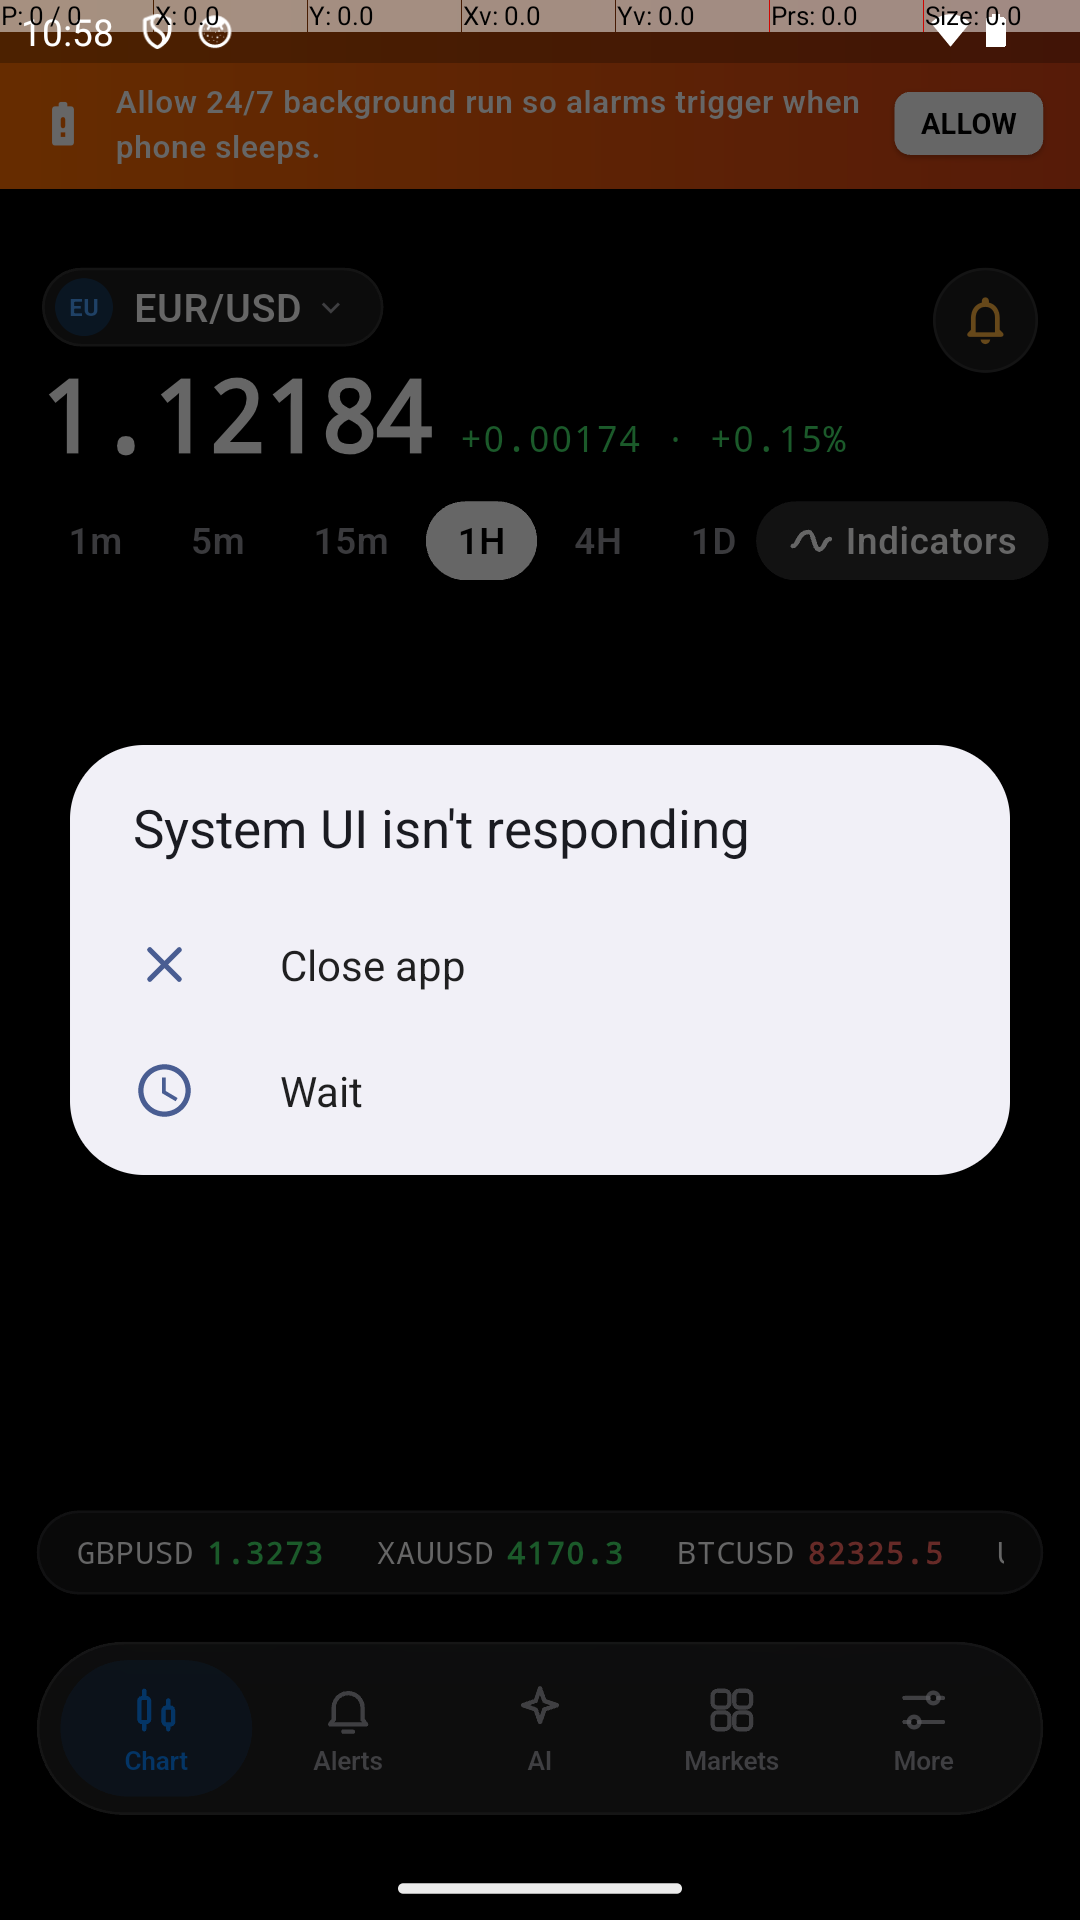 P: 0 / 0 X: 0.0 Y: 0.0 Xv: 0.0 Yv: 0.0 Prs: 0.0 Size: 0.0
10:58
Allow 24/7 background run so alarms trigger when
phone sleeps.
ALLOW
EU EUR/USD
1.12184 +0.00174 · +0.15%
1m 5m 15m 1H 4H 1D Indicators
System UI isn't responding
Close app
Wait
GBPUSD 1.3273 XAUUSD 4170.3 BTCUSD 82325.5
Chart Alerts AI Markets More